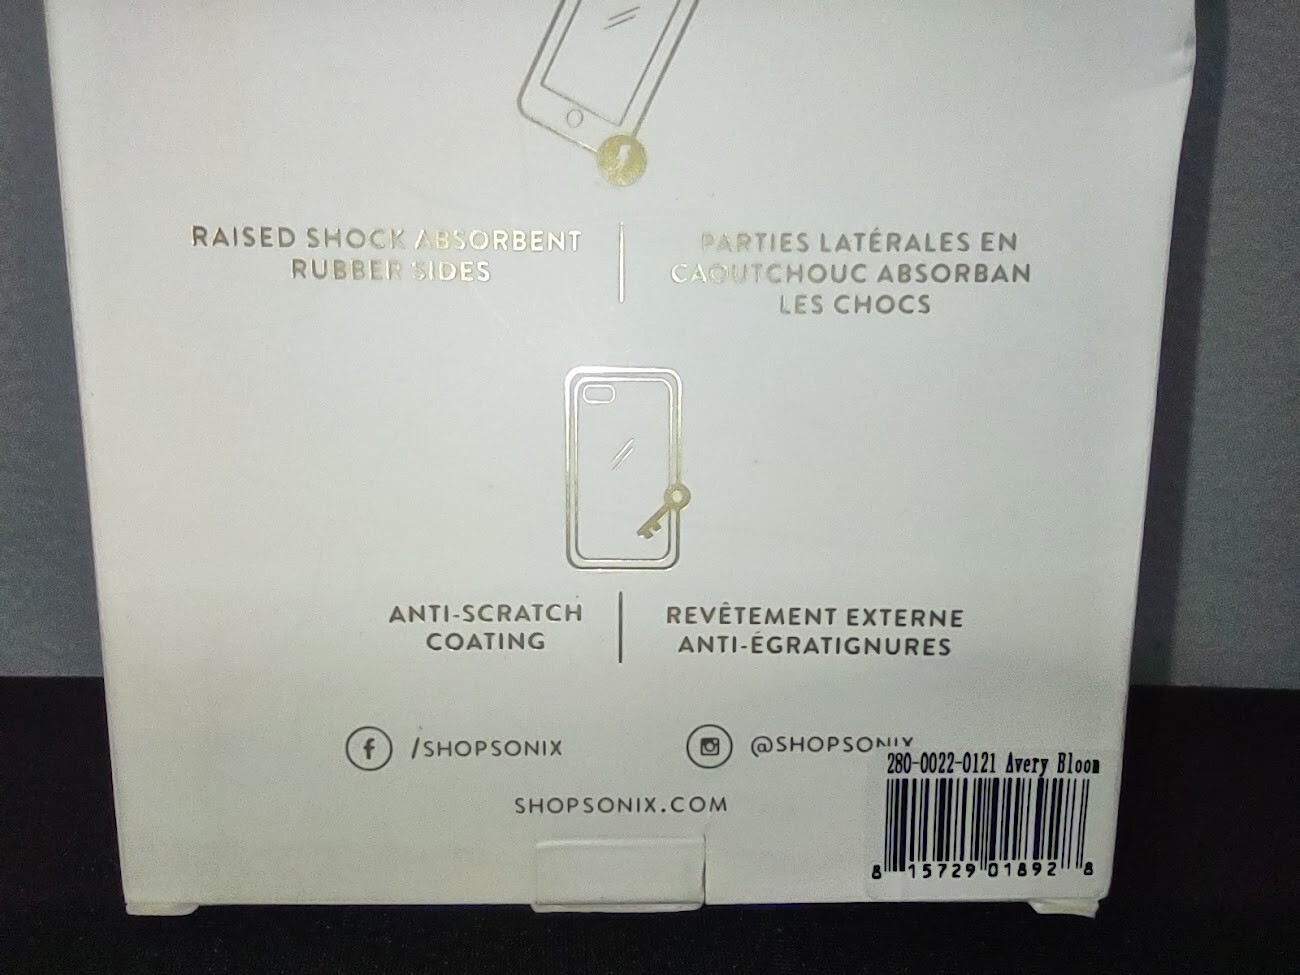 RAISED SHOCK ABSORBENT
RUBBER SIDES
PARTIES LATÉRALES EN
CAOUTCHOUC ABSORBAN
LES CHOCS
ANTI-SCRATCH
COATING
REVÊTEMENT EXTERNE
ANTI-ÉGRATIGNURES
/SHOPSONIX
@SHOPSONIX
SHOPSONIX.COM
280-0022-0121 Avery Bloom
8 15729 01892 8